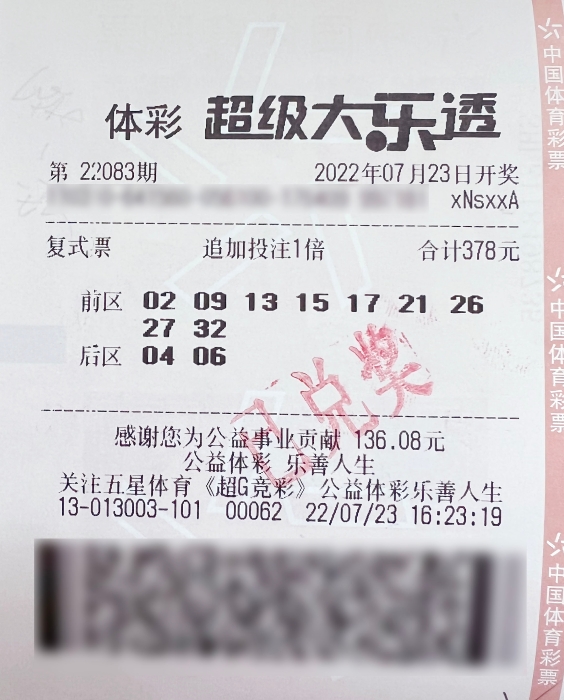 体彩 超级大乐透
第 22083期 2022年07月23日开奖
xNsxxA
复式票 追加投注1倍 合计378元
前区 02 09 13 15 17 21 26
27 32
后区 04 06
已兑奖
感谢您为公益事业贡献 136.08元
公益体彩 乐善人生
关注五星体育《超G竞彩》公益体彩乐善人生
13-013003-101 00062 22/07/23 16:23:19
中国体育彩票
中国体育彩票
中国体育彩票